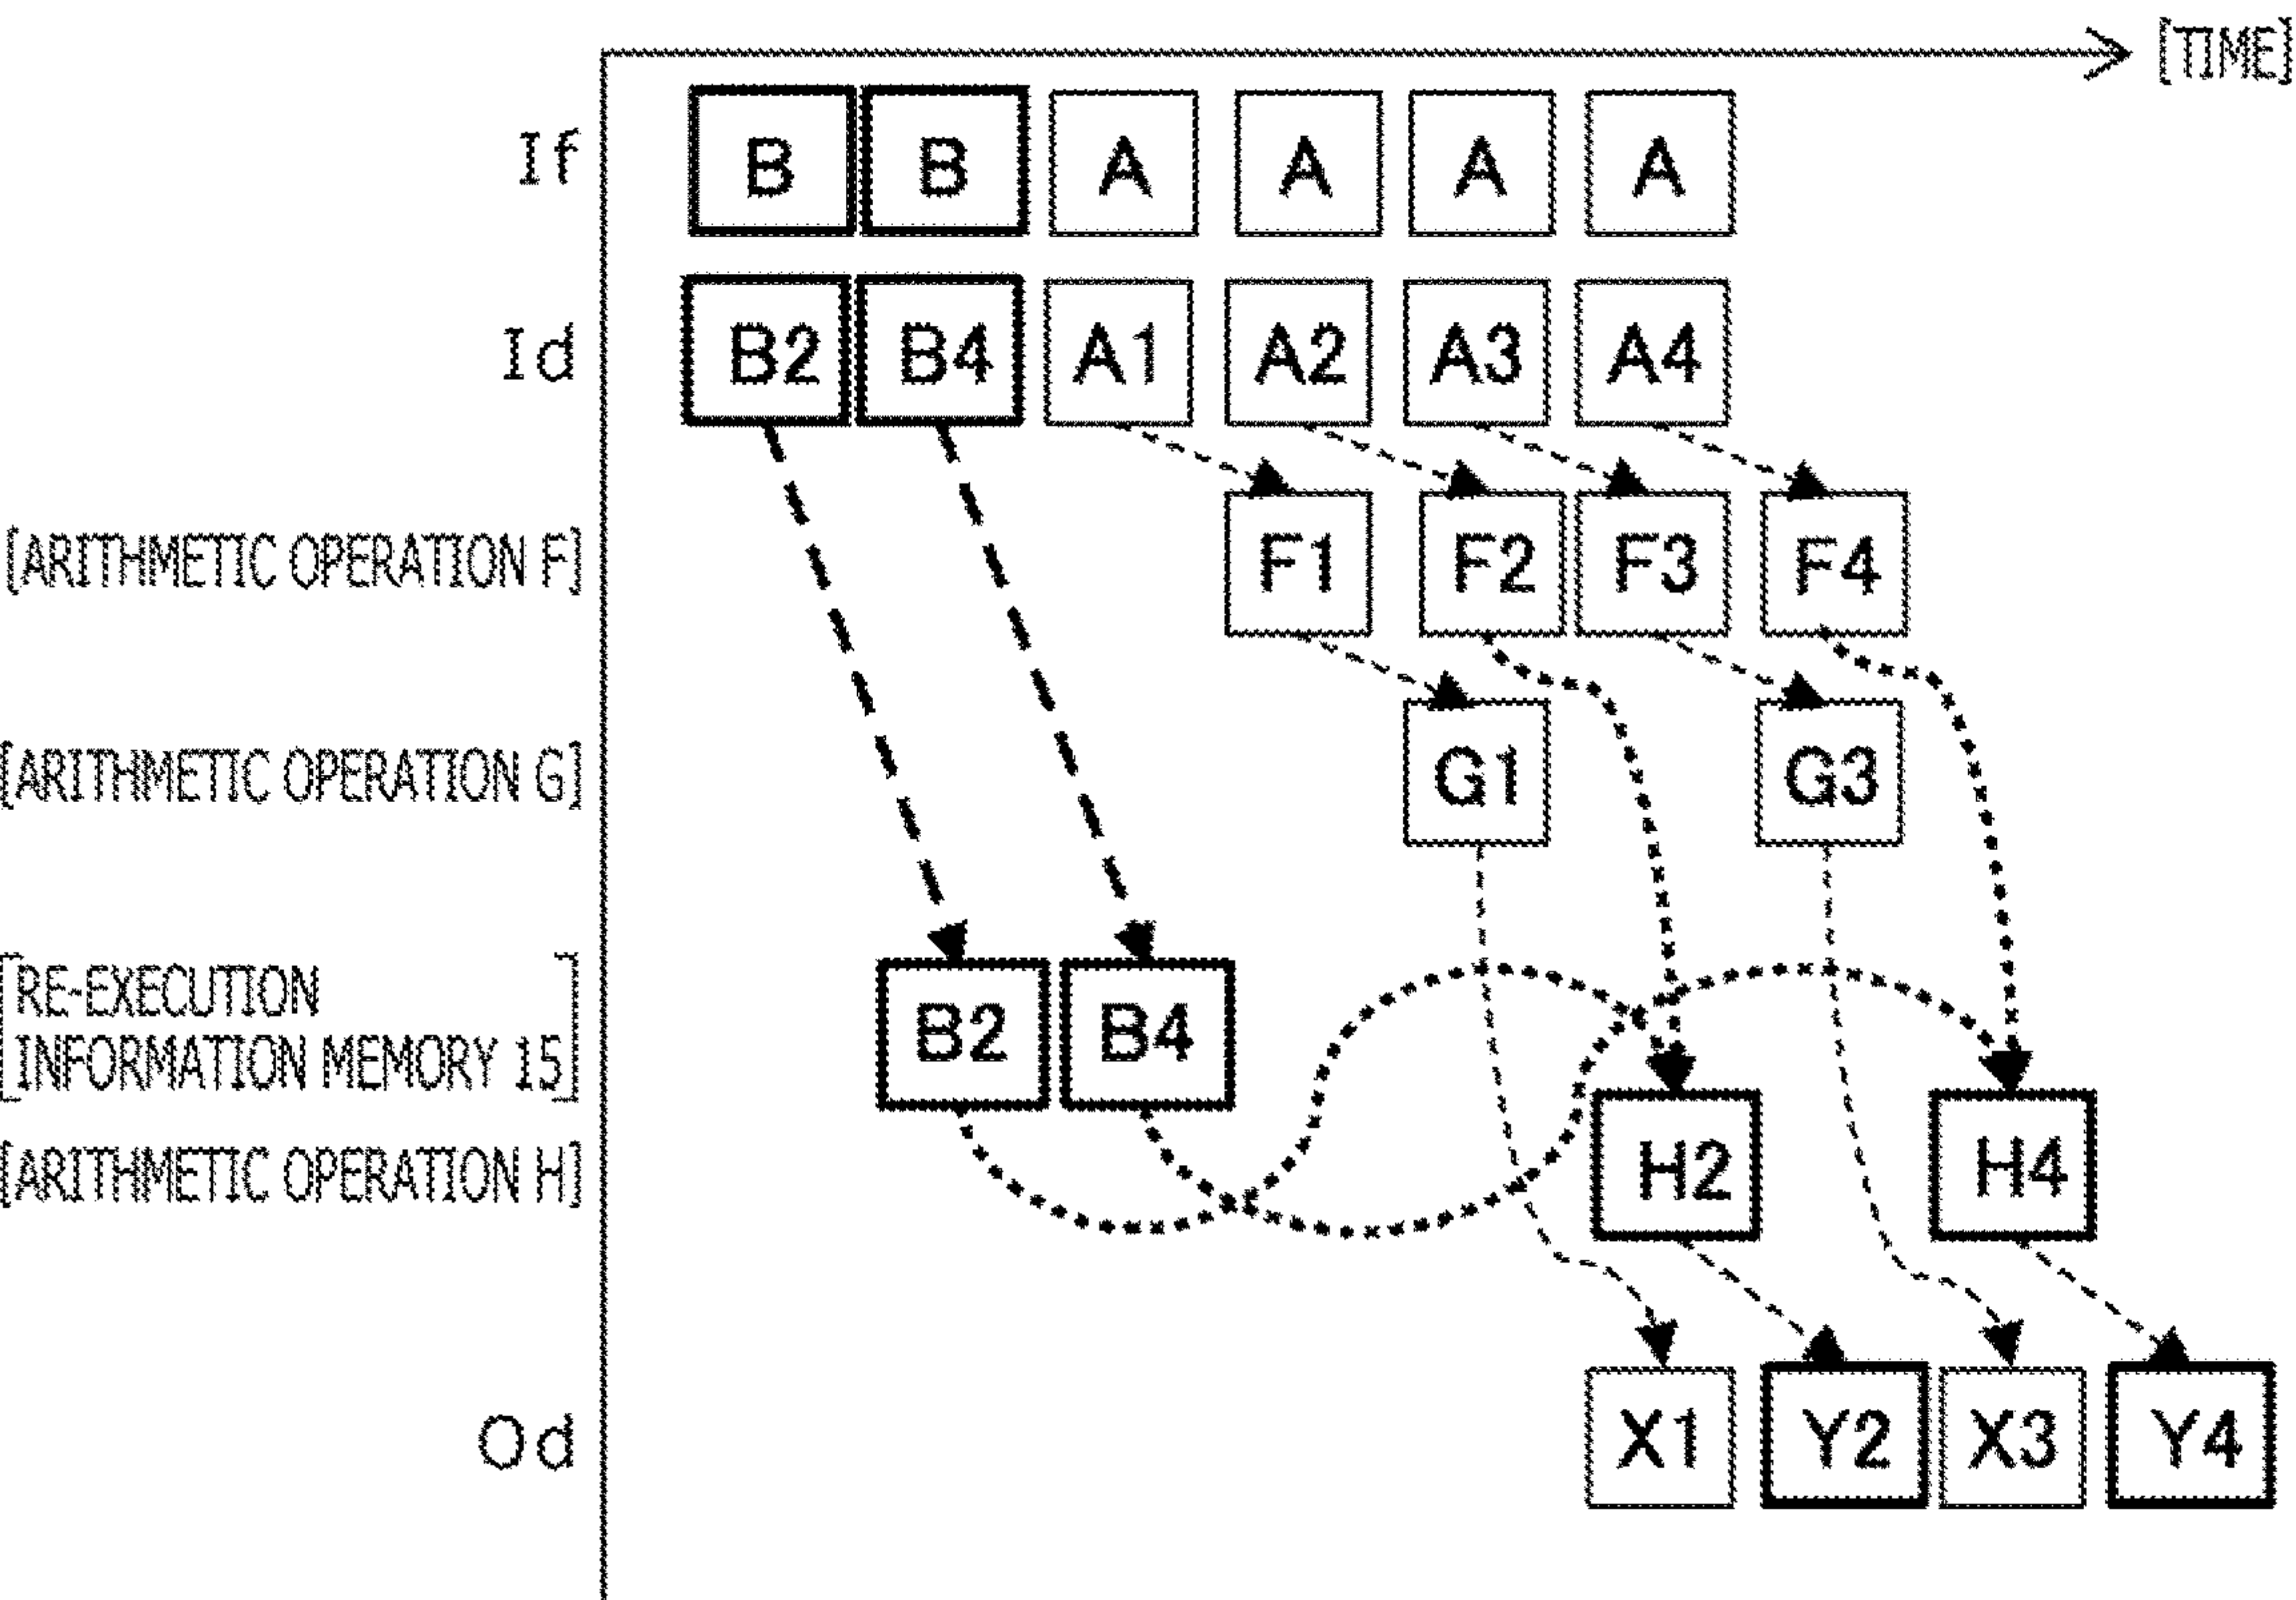 [TIME]
If B B A A A A
Id B2 B4 A1 A2 A3 A4
[ARITHMETIC OPERATION F] F1 F2 F3 F4
[ARITHMETIC OPERATION G] G1 G3
[RE-EXECUTION
INFORMATION MEMORY 15] B2 B4
[ARITHMETIC OPERATION H] H2 H4
Od X1 Y2 X3 Y4